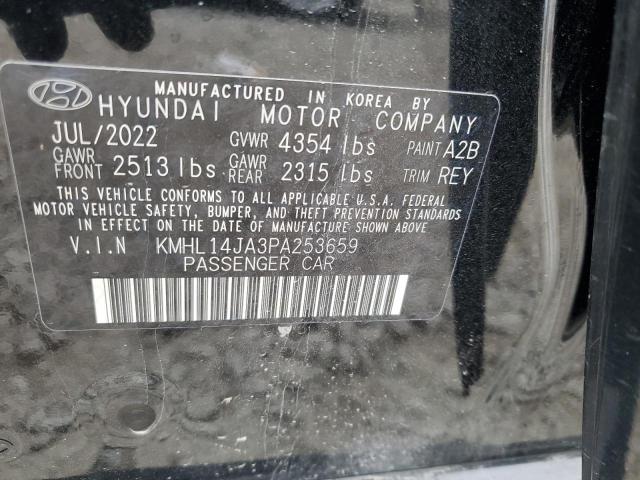 MANUFACTURED IN KOREA BY
HYUNDAI MOTOR COMPANY
JUL/2022 GVWR 4354 lbs PAINT A2B
GAWR FRONT 2513 lbs GAWR REAR 2315 lbs TRIM REY
THIS VEHICLE CONFORMS TO ALL APPLICABLE U.S.A. FEDERAL
MOTOR VEHICLE SAFETY, BUMPER, AND THEFT PREVENTION STANDARDS
IN EFFECT ON THE DATE OF MANUFACTURE SHOWN ABOVE.
V.I.N KMHL14JA3PA253659
PASSENGER CAR